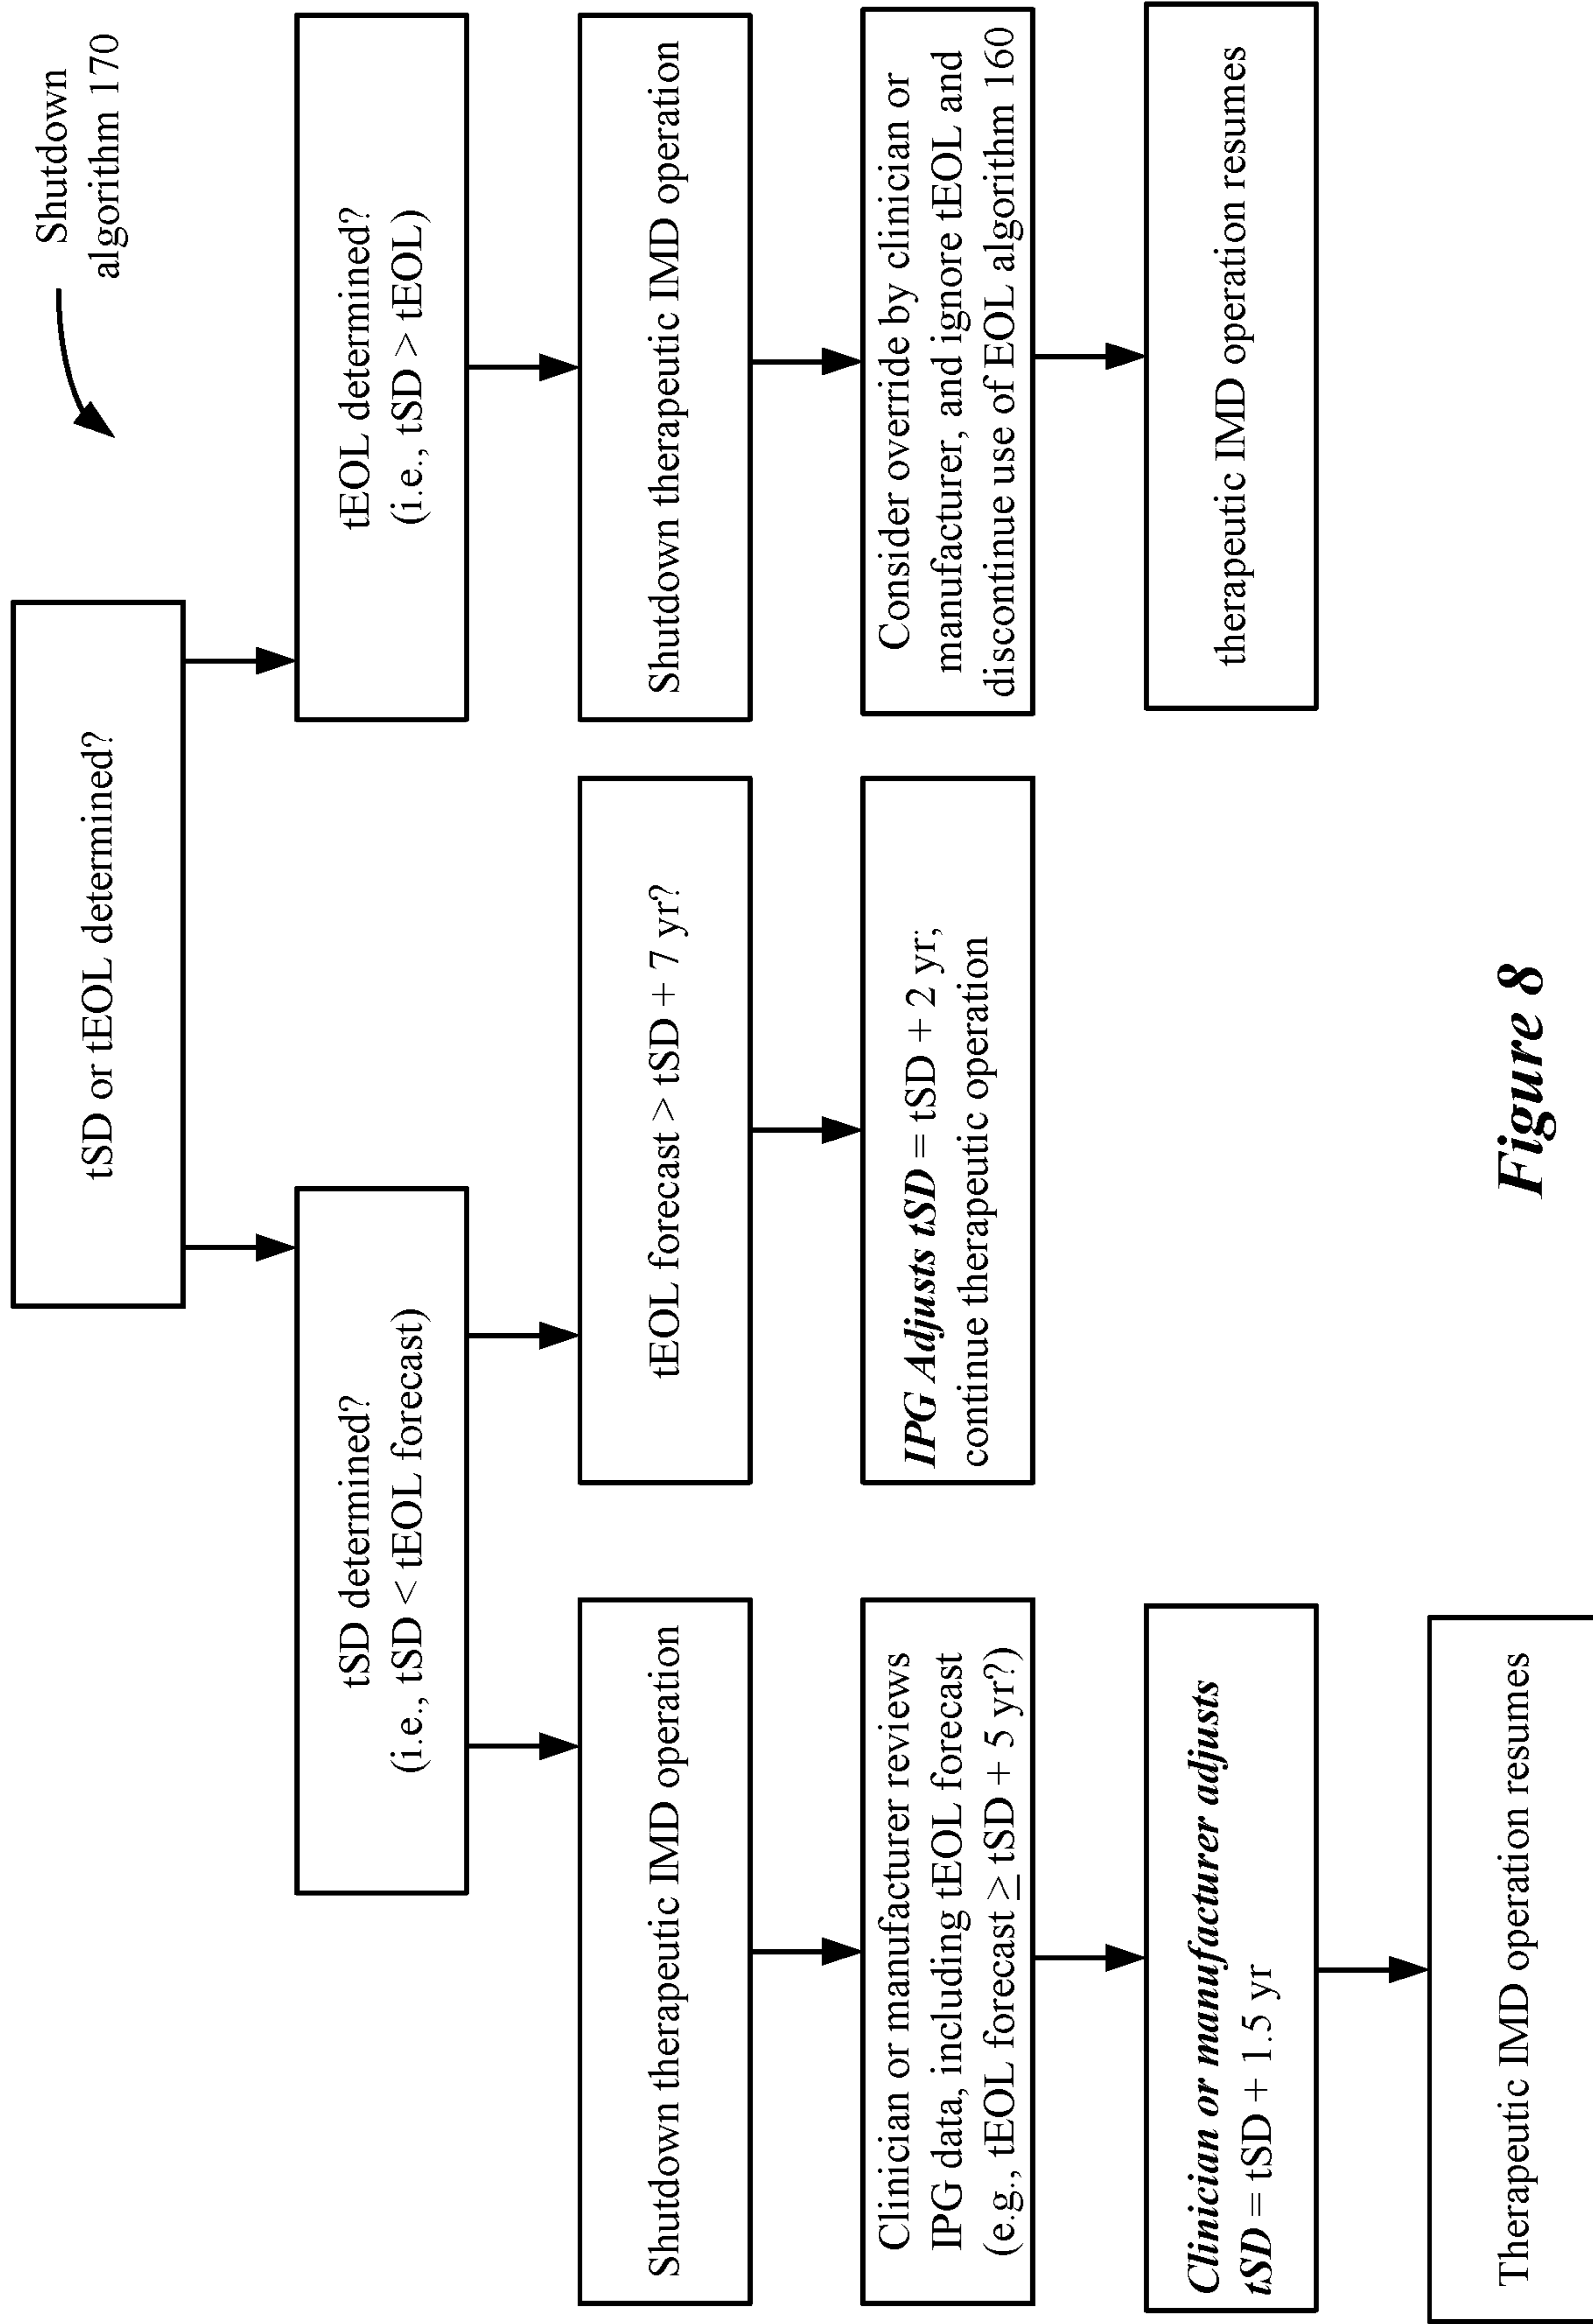 Shutdown
algorithm 170
tSD or tEOL determined?
tSD determined?
(i.e., tSD < tEOL forecast)
tEOL determined?
(i.e., tSD > tEOL)
Shutdown therapeutic IMD operation
tEOL forecast > tSD + 7 yr?
Shutdown therapeutic IMD operation
Clinician or manufacturer reviews
IPG data, including tEOL forecast
(e.g., tEOL forecast ≥ tSD + 5 yr?)
IPG Adjusts tSD = tSD + 2 yr;
continue therapeutic operation
Consider override by clinician or
manufacturer, and ignore tEOL and
discontinue use of EOL algorithm 160
Clinician or manufacturer adjusts
tSD = tSD + 1.5 yr
therapeutic IMD operation resumes
Therapeutic IMD operation resumes
Figure 8